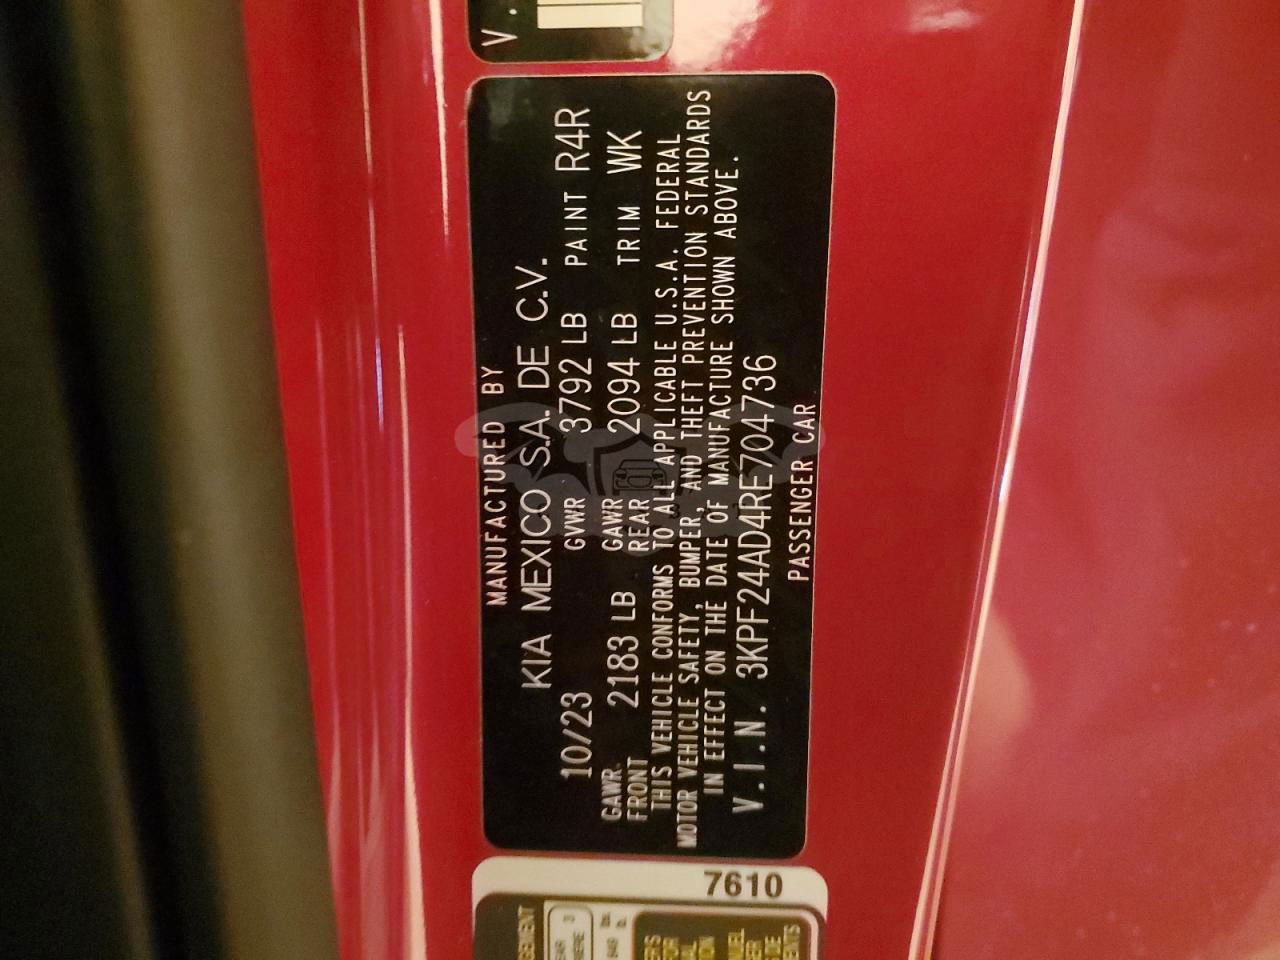 V.
MANUFACTURED BY
KIA MEXICO S.A. DE C.V.
10/23 GVWR 3792 LB PAINT R4R
GAWR FRONT 2183 LB GAWR REAR 2094 LB TRIM WK
THIS VEHICLE CONFORMS TO ALL APPLICABLE U.S.A. FEDERAL
MOTOR VEHICLE SAFETY, BUMPER, AND THEFT PREVENTION STANDARDS
IN EFFECT ON THE DATE OF MANUFACTURE SHOWN ABOVE.
V.I.N. 3KPF24AD4RE704736
PASSENGER CAR
7610